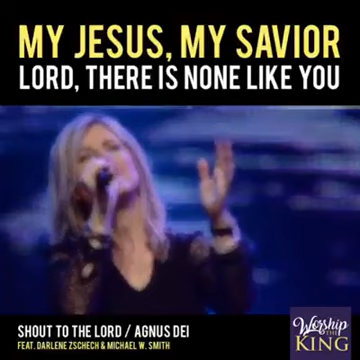 MY JESUS, MY SAVIOR
LORD, THERE IS NONE LIKE YOU
SHOUT TO THE LORD / AGNUS DEI
FEAT. DARLENE ZSCHECH & MICHAEL W. SMITH
Worship
THE
KING